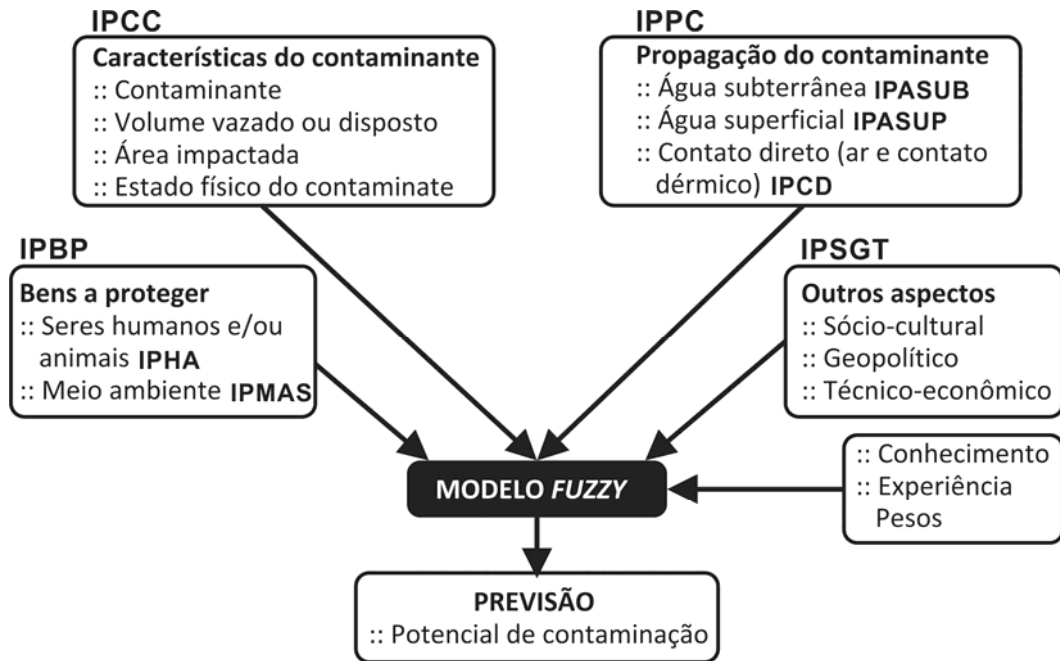 IPCC
Características do contaminante
:: Contaminante
:: Volume vazado ou disposto
:: Área impactada
:: Estado físico do contaminate
IPPC
Propagação do contaminante
:: Água subterrânea IPASUB
:: Água superficial IPASUP
:: Contato direto (ar e contato
dérmico) IPCD
IPBP
Bens a proteger
:: Seres humanos e/ou
animais IPHA
:: Meio ambiente IPMAS
IPSGT
Outros aspectos
:: Sócio-cultural
:: Geopolítico
:: Técnico-econômico
:: Conhecimento
:: Experiência
Pesos
MODELO FUZZY
PREVISÃO
:: Potencial de contaminação